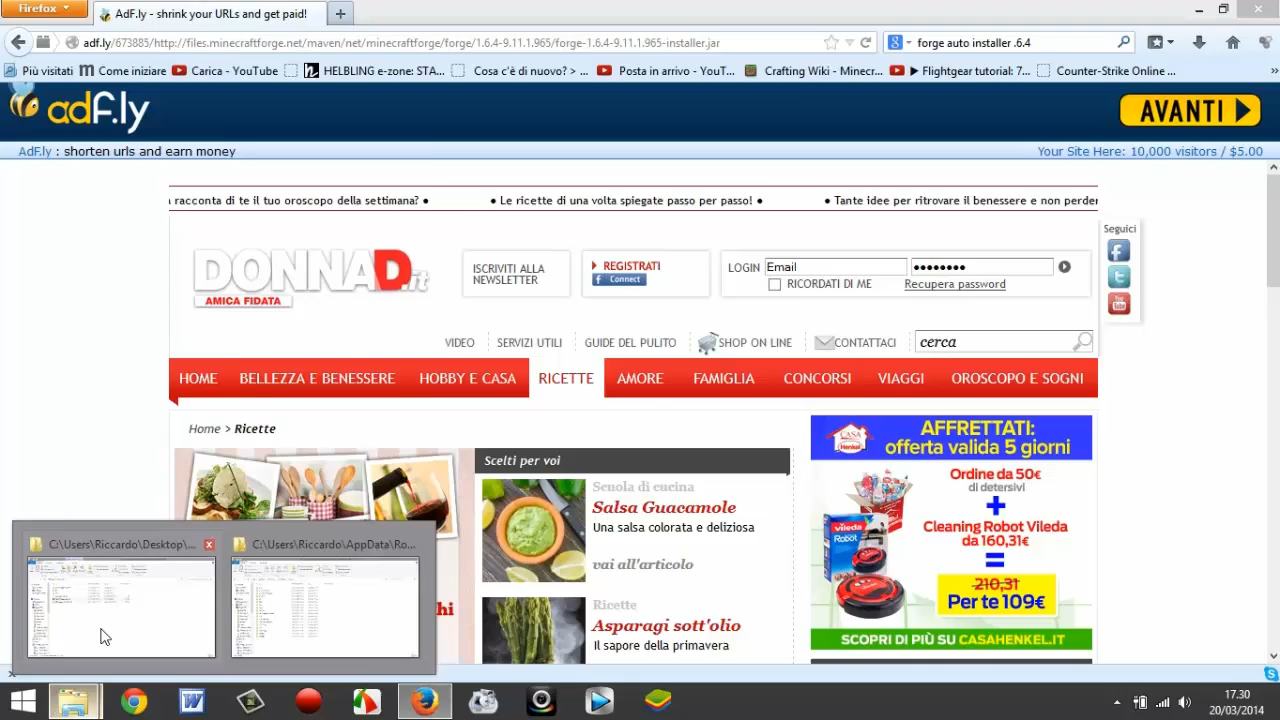 Firefox
AdF.ly - shrink your URLs and get paid!
adf.ly/673885/http://files.minecraftforge.net/maven/net/minecraftforge/forge/1.6.4-9.11.1.965/forge-1.6.4-9.11.1.965-installer.jar
forge auto installer .6.4
Più visitati
Come iniziare
Carica - YouTube
HELBLING e-zone: STA...
Cosa c'è di nuovo? > ...
Posta in arrivo - YouT...
Crafting Wiki - Minecr...
Flightgear tutorial: 7...
Counter-Strike Online ...
adf.ly
AVANTI
AdF.ly : shorten urls and earn money
Your Site Here: 10,000 visitors / $5.00
a racconta di te il tuo oroscopo della settimana? • • Le ricette di una volta spiegate passo per passo! • • Tante idee per ritrovare il benessere e non perder
Seguici
DONNAD.it
AMICA FIDATA
ISCRIVITI ALLA
NEWSLETTER
REGISTRATI
Connect
LOGIN Email
RICORDATI DI ME Recupera password
VIDEO SERVIZI UTILI GUIDE DEL PULITO SHOP ON LINE CONTATTACI cerca
HOME BELLEZZA E BENESSERE HOBBY E CASA RICETTE AMORE FAMIGLIA CONCORSI VIAGGI OROSCOPO E SOGNI
Home > Ricette
Scelti per voi
Scuola di cucina
Salsa Guacamole
Una salsa colorata e deliziosa
vai all'articolo
Ricette
Asparagi sott'olio
Il sapore della primavera
hi
CASA
Henkel
AFFRETTATI:
offerta valida 5 giorni
Ordine da 50€
di detersivi
+
Cleaning Robot Vileda
da 160,31€
=
210,31
Per te 109€
vileda
Robot
SCOPRI DI PIÙ SU CASAHENKEL.IT
C:\Users\Riccardo\Desktop\...
C:\Users\Riccardo\AppData\Ro...
17.30
20/03/2014